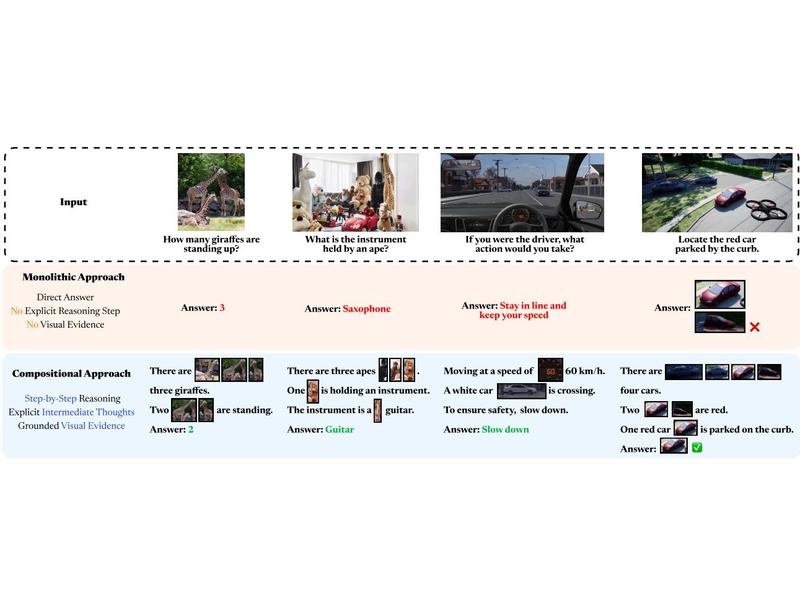 Input
How many giraffes are
standing up?
What is the instrument
held by an ape?
If you were the driver, what
action would you take?
Locate the red car
parked by the curb.
Monolithic Approach
Direct Answer
No Explicit Reasoning Step
No Visual Evidence
Answer: 3
Answer: Saxophone
Answer: Stay in line and
keep your speed
Answer:
Compositional Approach
Step-by-Step Reasoning
Explicit Intermediate Thoughts
Grounded Visual Evidence
There are
three giraffes.
Two are standing.
Answer: 2
There are three apes .
One is holding an instrument.
The instrument is a guitar.
Answer: Guitar
Moving at a speed of 60 60 km/h.
A white car is crossing.
To ensure safety, slow down.
Answer: Slow down
There are
four cars.
Two are red.
One red car is parked on the curb.
Answer: